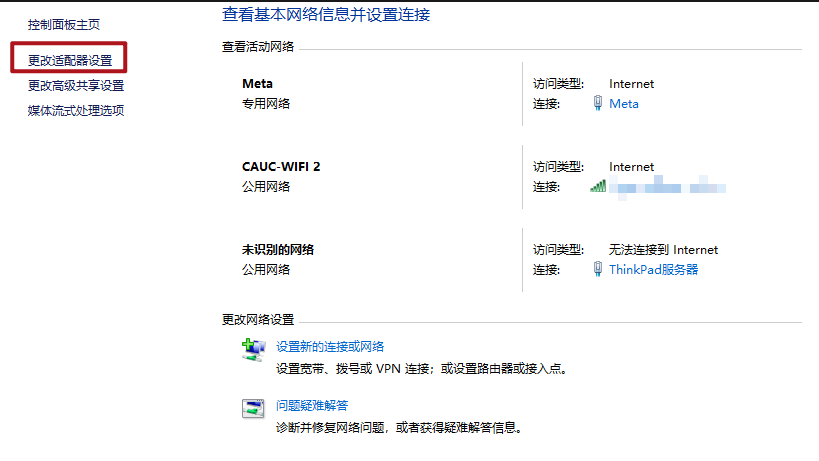 控制面板主页
更改适配器设置
更改高级共享设置
媒体流式处理选项
查看基本网络信息并设置连接
查看活动网络
Meta
专用网络
访问类型: Internet
连接: Meta
CAUC-WIFI 2
公用网络
访问类型: Internet
连接:
未识别的网络
公用网络
访问类型: 无法连接到 Internet
连接: ThinkPad服务器
更改网络设置
设置新的连接或网络
设置宽带、拨号或 VPN 连接；或设置路由器或接入点。
问题疑难解答
诊断并修复网络问题，或者获得疑难解答信息。